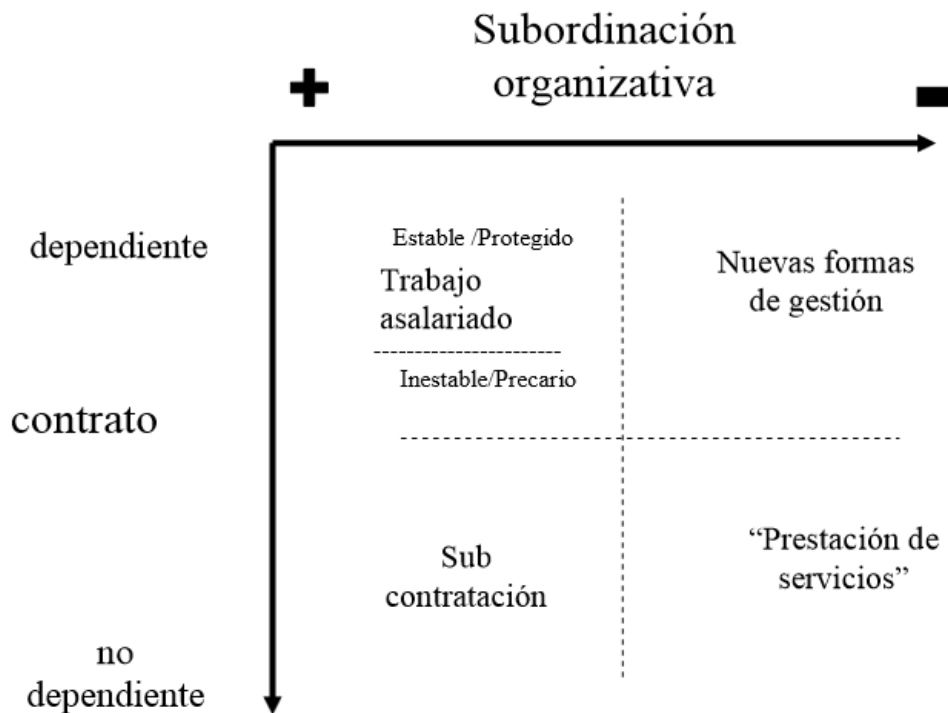 Subordinación
organizativa
+
-
dependiente
Estable /Protegido
Trabajo
asalariado
Inestable/Precario
Nuevas formas
de gestión
contrato
Sub
contratación
“Prestación de
servicios”
no
dependiente